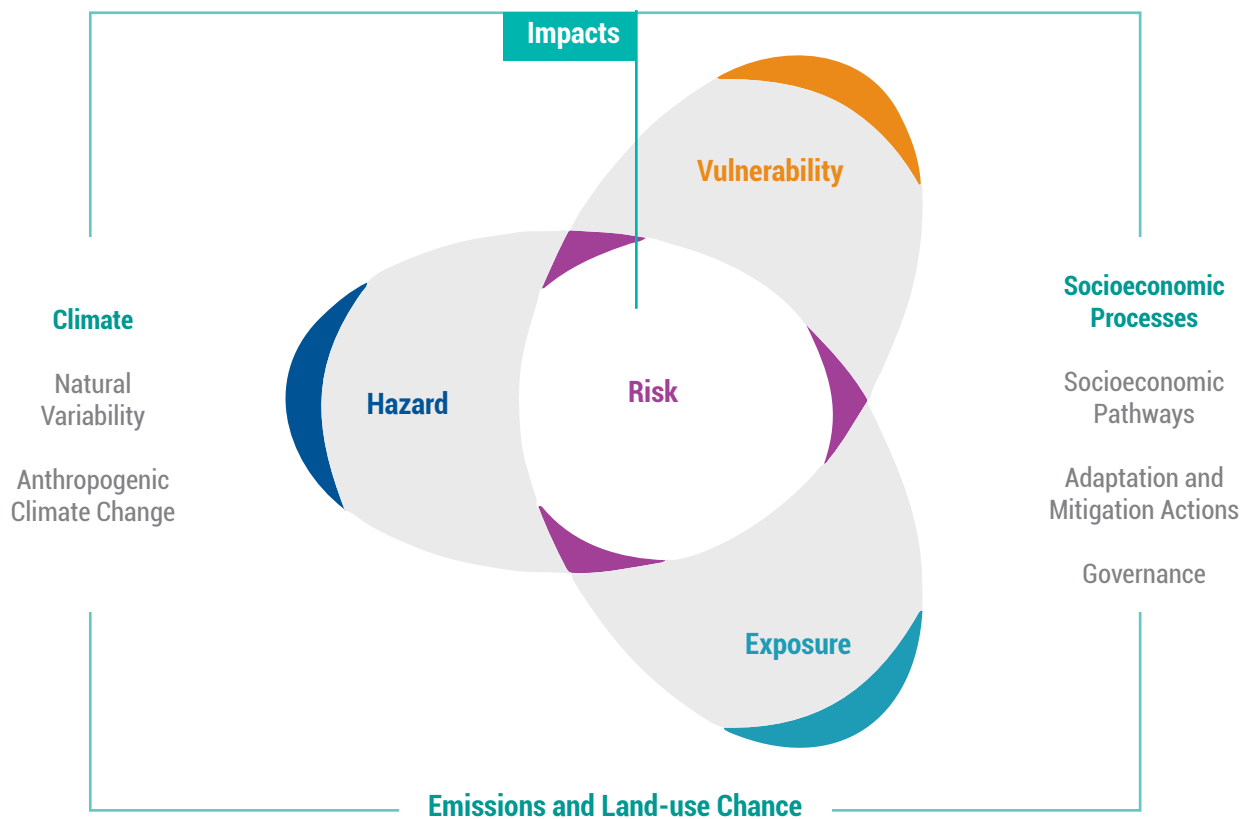 Impacts
Vulnerability
Climate
Natural
Variability
Anthropogenic
Climate Change
Hazard
Risk
Exposure
Socioeconomic
Processes
Socioeconomic
Pathways
Adaptation and
Mitigation Actions
Governance
Emissions and Land-use Chance